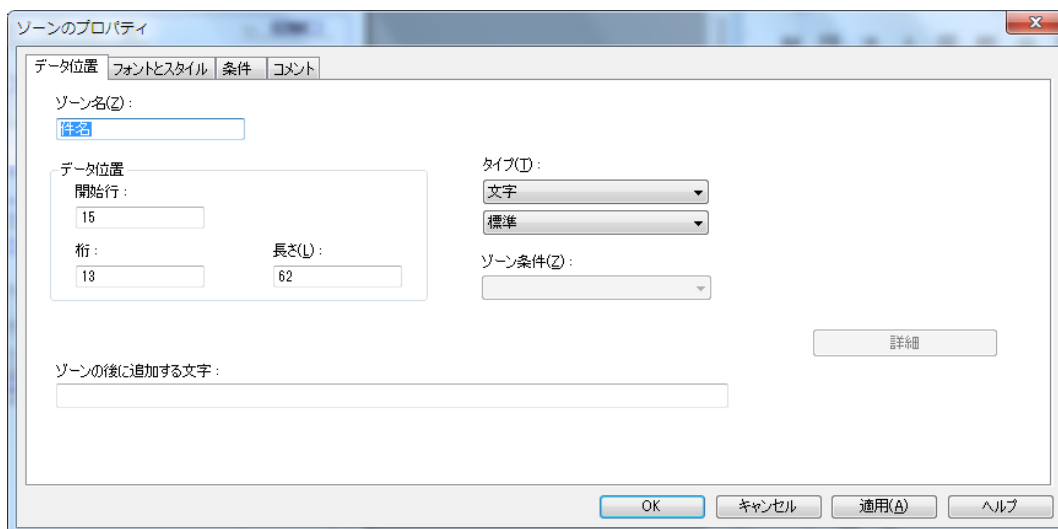 ゾーンのプロパティ
データ位置 フォントとスタイル 条件 コメント
ゾーン名(Z):
件名
データ位置
開始行:
15
桁:
13
長さ(L):
62
タイプ(T):
文字
標準
ゾーン条件(Z):
詳細
ゾーンの後に追加する文字:
OK キャンセル 適用(A) ヘルプ